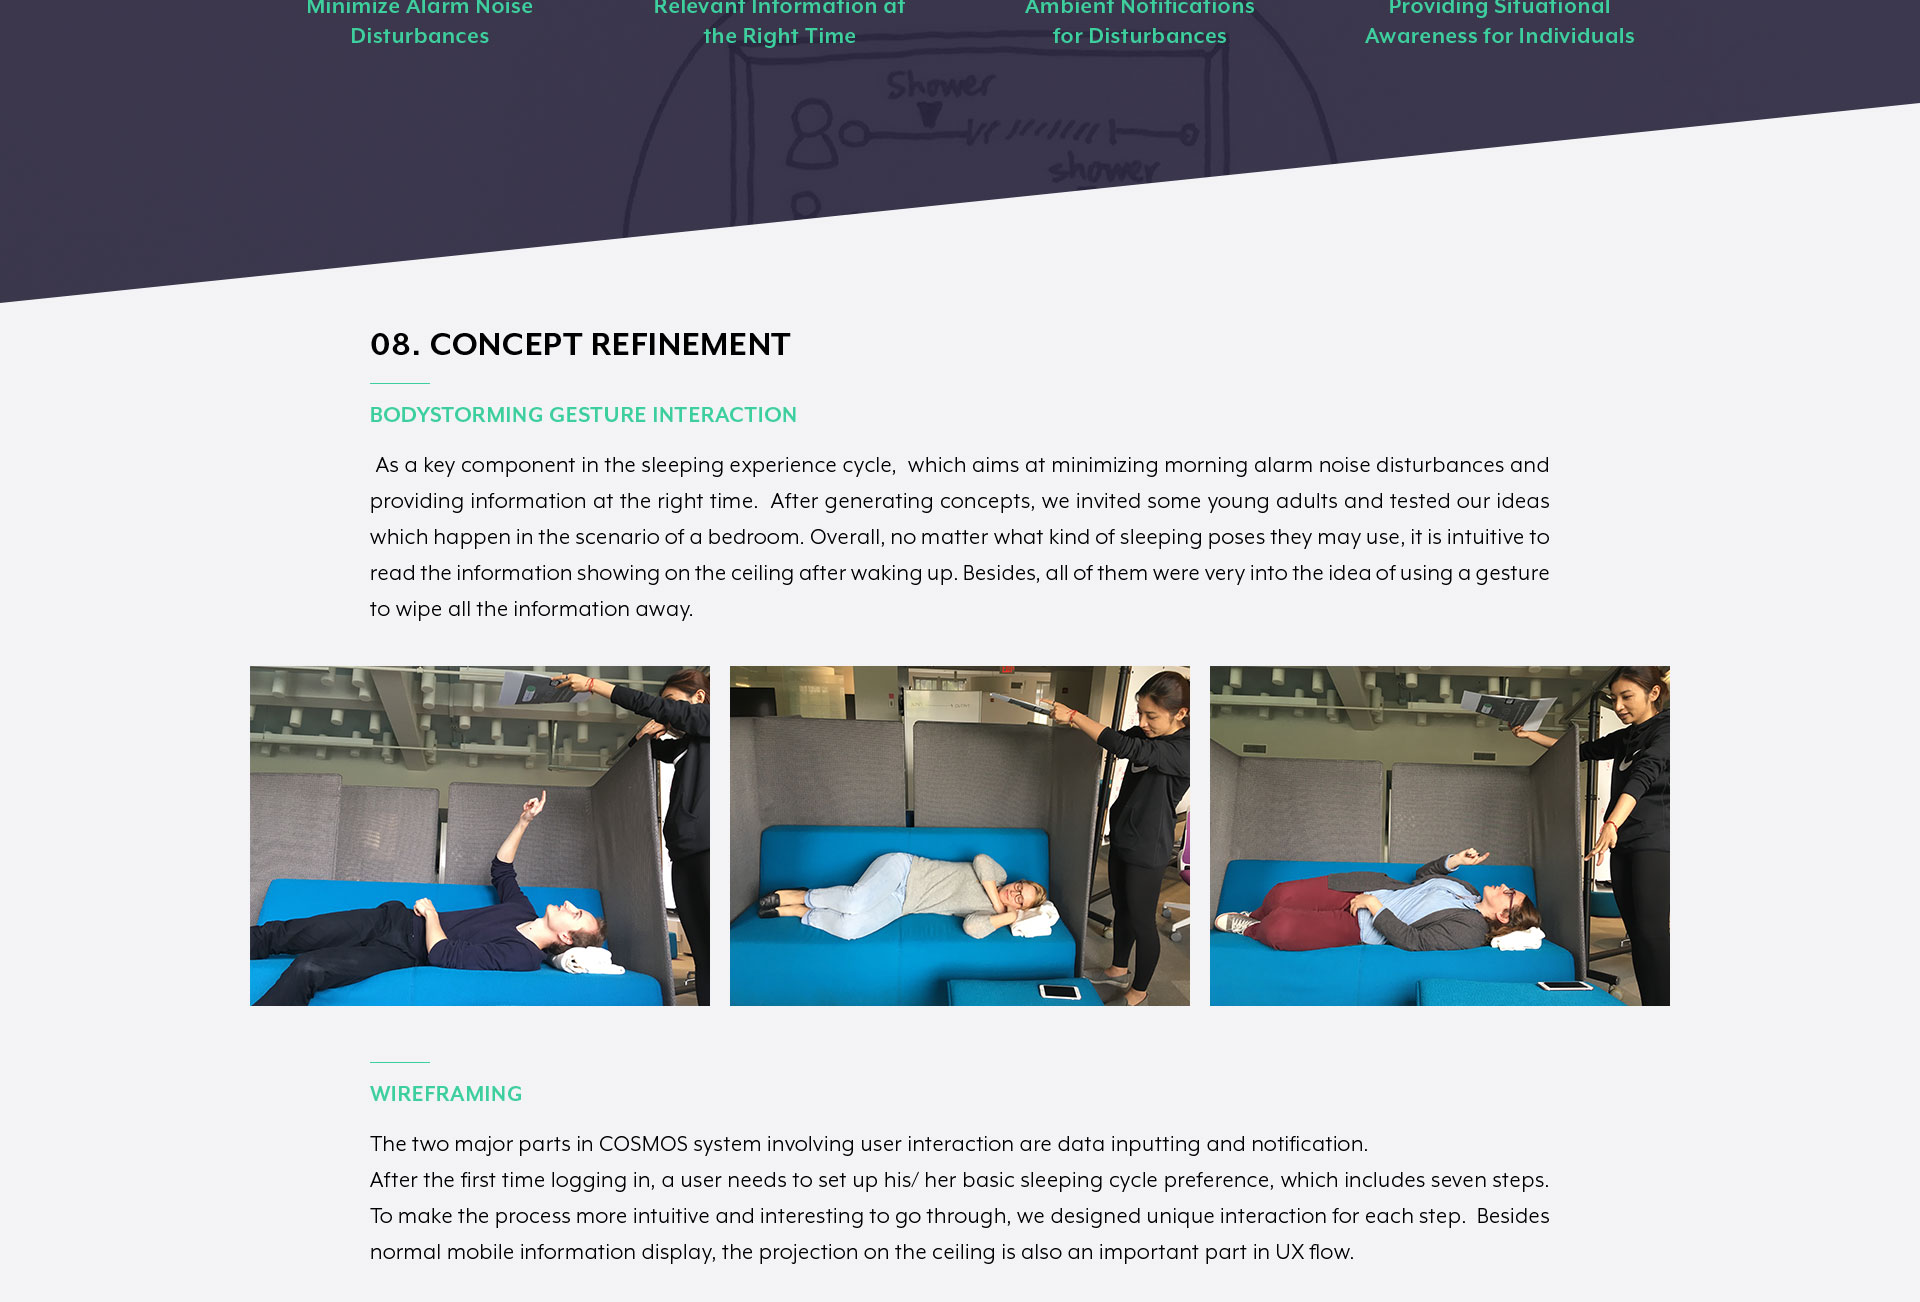 Minimize Alarm Noise
Disturbances
Relevant Information at
the Right Time
Ambient Notifications
for Disturbances
Providing Situational
Awareness for Individuals
Shower
shower
08. CONCEPT REFINEMENT
BODYSTORMING GESTURE INTERACTION
As a key component in the sleeping experience cycle,  which aims at minimizing morning alarm noise disturbances and
providing information at the right time.  After generating concepts, we invited some young adults and tested our ideas
which happen in the scenario of a bedroom. Overall, no matter what kind of sleeping poses they may use, it is intuitive to
read the information showing on the ceiling after waking up. Besides, all of them were very into the idea of using a gesture
to wipe all the information away.
WIREFRAMING
The two major parts in COSMOS system involving user interaction are data inputting and notification.
After the first time logging in, a user needs to set up his/ her basic sleeping cycle preference, which includes seven steps.
To make the process more intuitive and interesting to go through, we designed unique interaction for each step.  Besides
normal mobile information display, the projection on the ceiling is also an important part in UX flow.